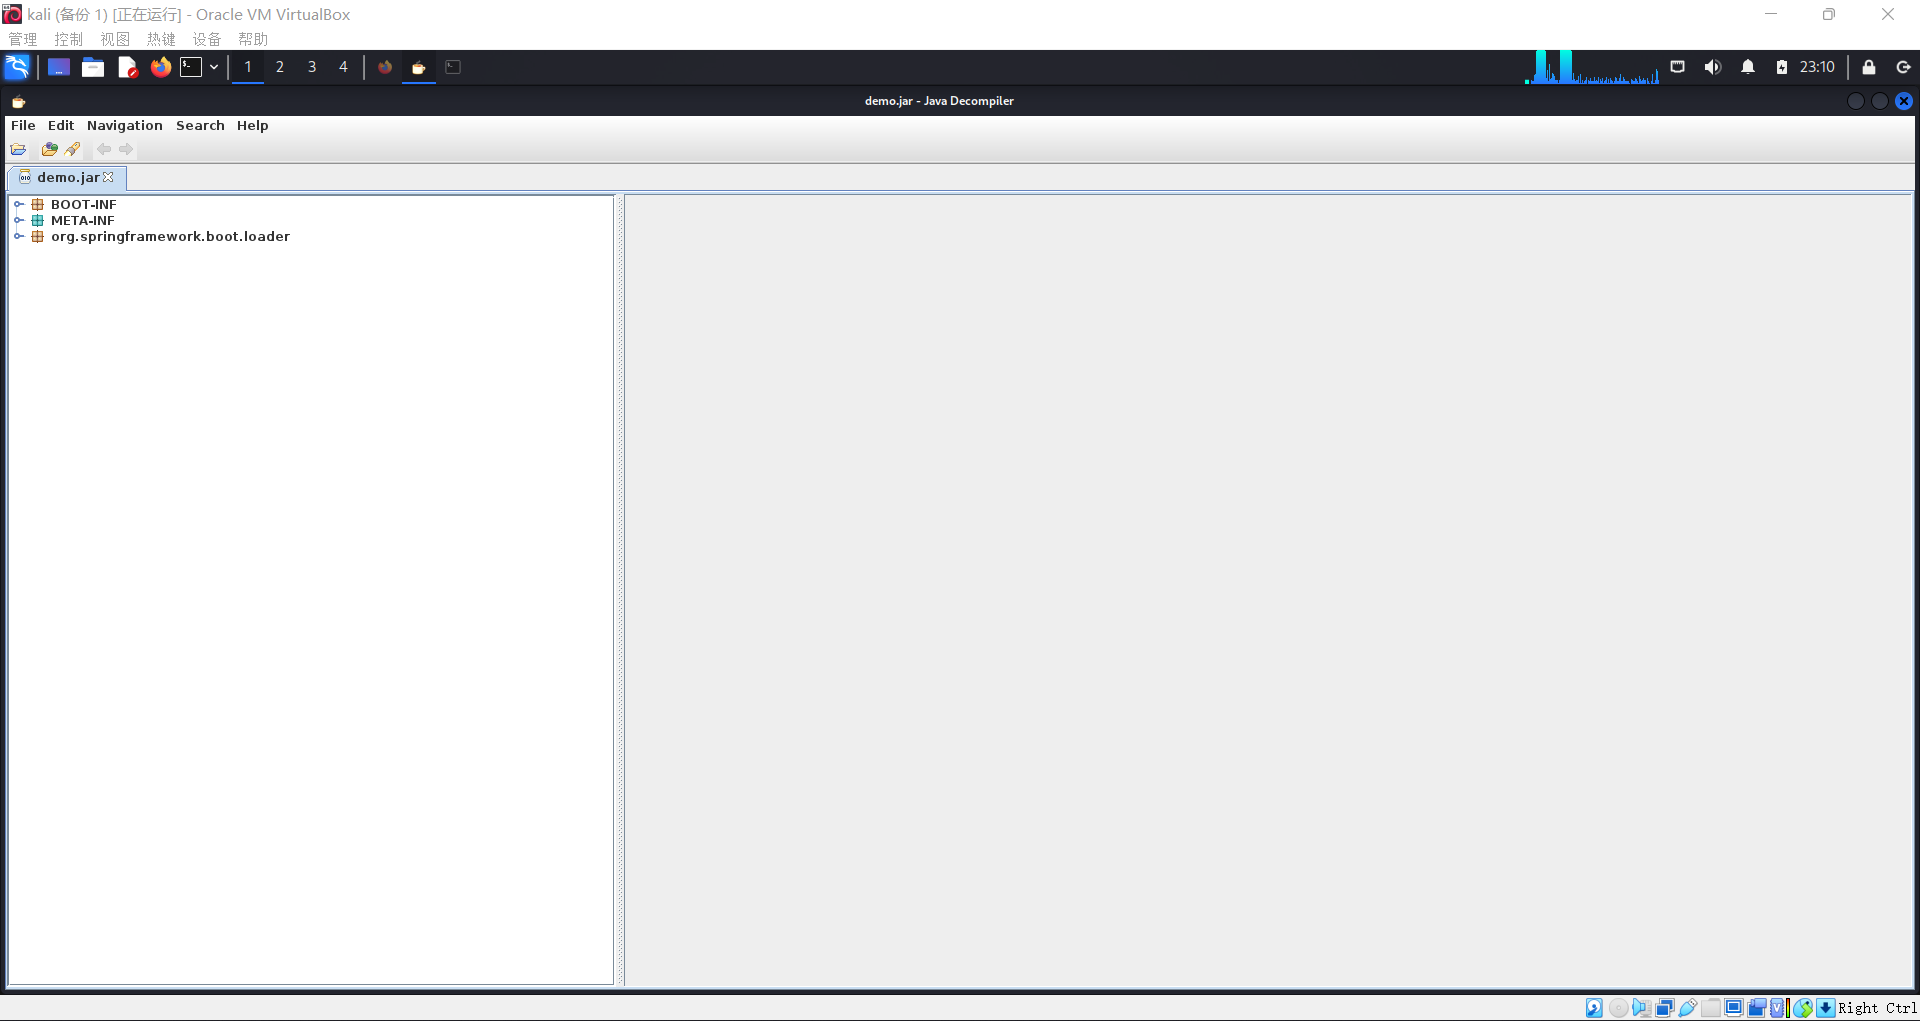 kali (备份 1) [正在运行] - Oracle VM VirtualBox
管理 控制 视图 热键 设备 帮助
1 2 3 4 23:10
demo.jar - Java Decompiler
File Edit Navigation Search Help
demo.jar
BOOT-INF
META-INF
org.springframework.boot.loader
Right Ctrl